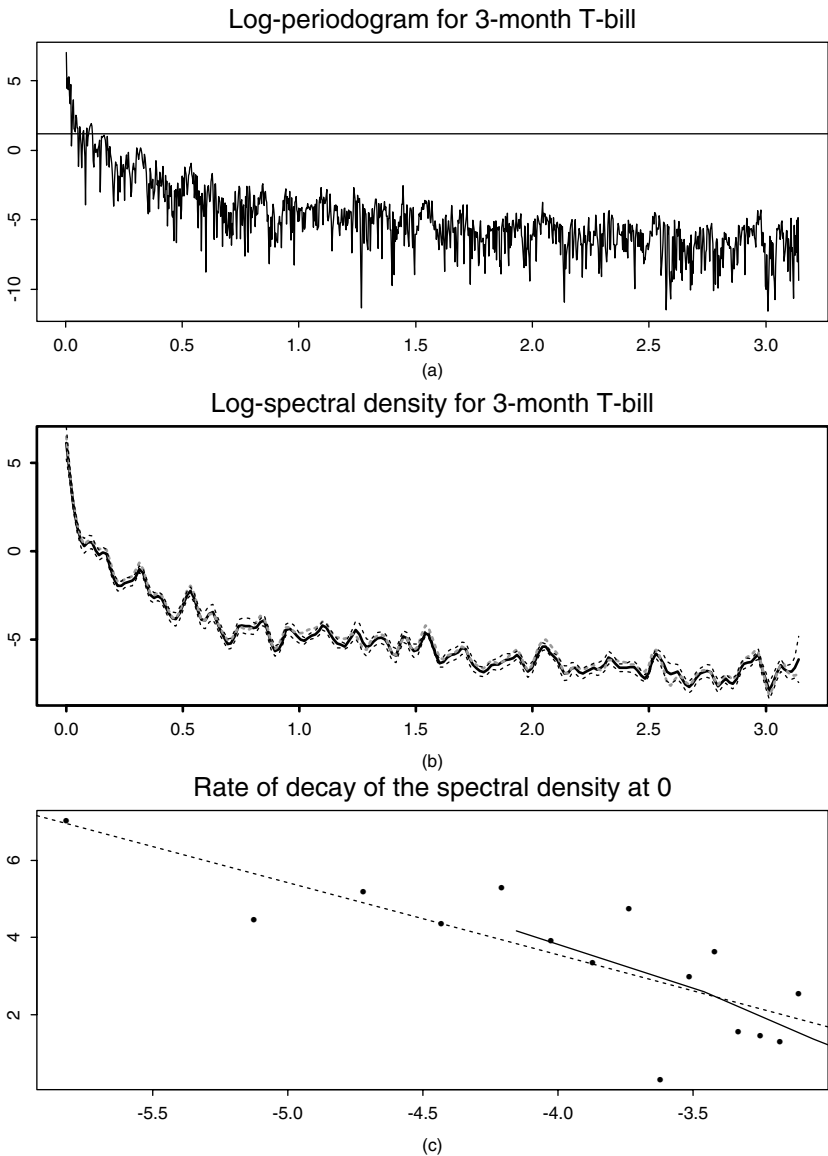 Log-periodogram for 3-month T-bill
5
0
-5
-10
0.0 0.5 1.0 1.5 2.0 2.5 3.0
(a)
Log-spectral density for 3-month T-bill
5
0
-5
0.0 0.5 1.0 1.5 2.0 2.5 3.0
(b)
Rate of decay of the spectral density at 0
6
4
2
-5.5 -5.0 -4.5 -4.0 -3.5
(c)